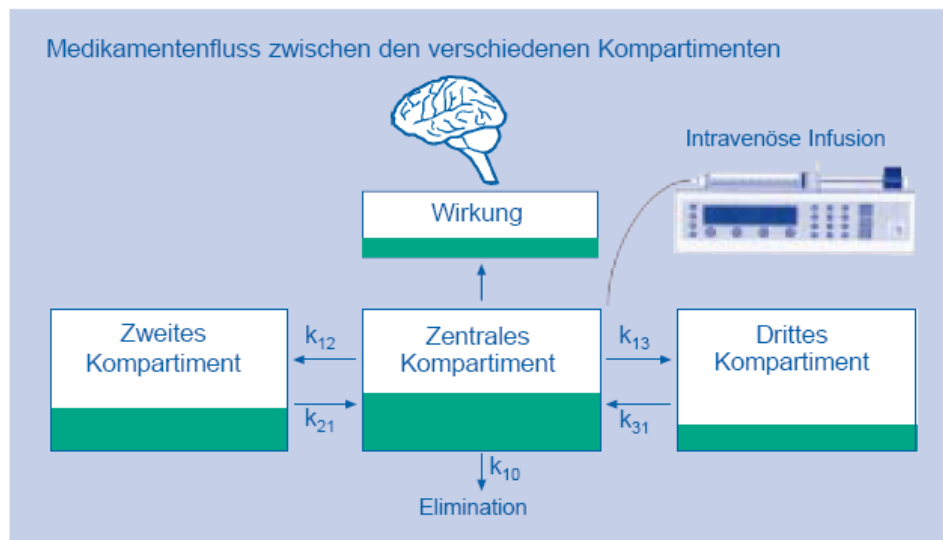 Medikamentenfluss zwischen den verschiedenen Kompartimenten
Intravenöse Infusion
Wirkung
Zweites
Kompartiment
k12
k21
Zentrales
Kompartiment
k13
k31
Drittes
Kompartiment
k10
Elimination